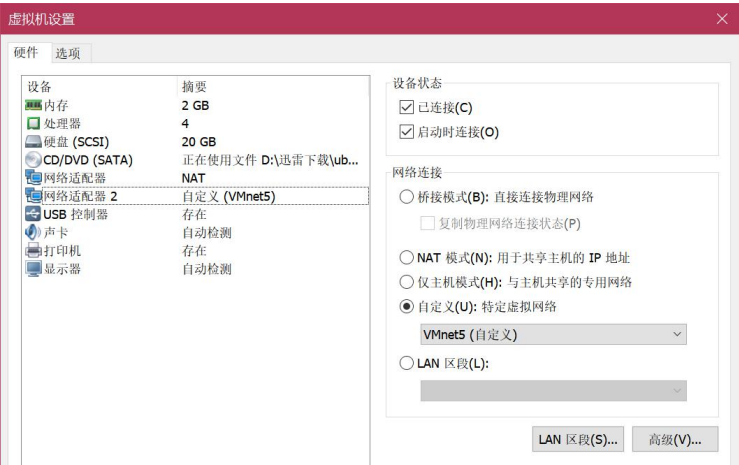 虚拟机设置
硬件 选项
设备 摘要
内存 2 GB
处理器 4
硬盘 (SCSI) 20 GB
CD/DVD (SATA) 正在使用文件 D:\迅雷下载\ub...
网络适配器 NAT
网络适配器 2 自定义 (VMnet5)
USB 控制器 存在
声卡 自动检测
打印机 存在
显示器 自动检测
设备状态
已连接(C)
启动时连接(O)
网络连接
桥接模式(B): 直接连接物理网络
复制物理网络连接状态(P)
NAT 模式(N): 用于共享主机的 IP 地址
仅主机模式(H): 与主机共享的专用网络
自定义(U): 特定虚拟网络
VMnet5 (自定义)
LAN 区段(L):
LAN 区段(S)... 高级(V)...